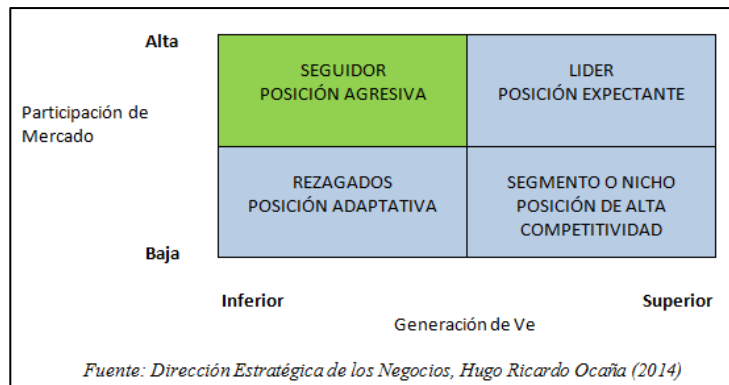 Alta
SEGUIDOR
POSICIÓN AGRESIVA
LIDER
POSICIÓN EXPECTANTE
Participación de
Mercado
REZAGADOS
POSICIÓN ADAPTATIVA
SEGMENTO O NICHO
POSICIÓN DE ALTA
COMPETITIVIDAD
Baja
Inferior
Superior
Generación de Ve
Fuente: Dirección Estratégica de los Negocios, Hugo Ricardo Ocaña (2014)